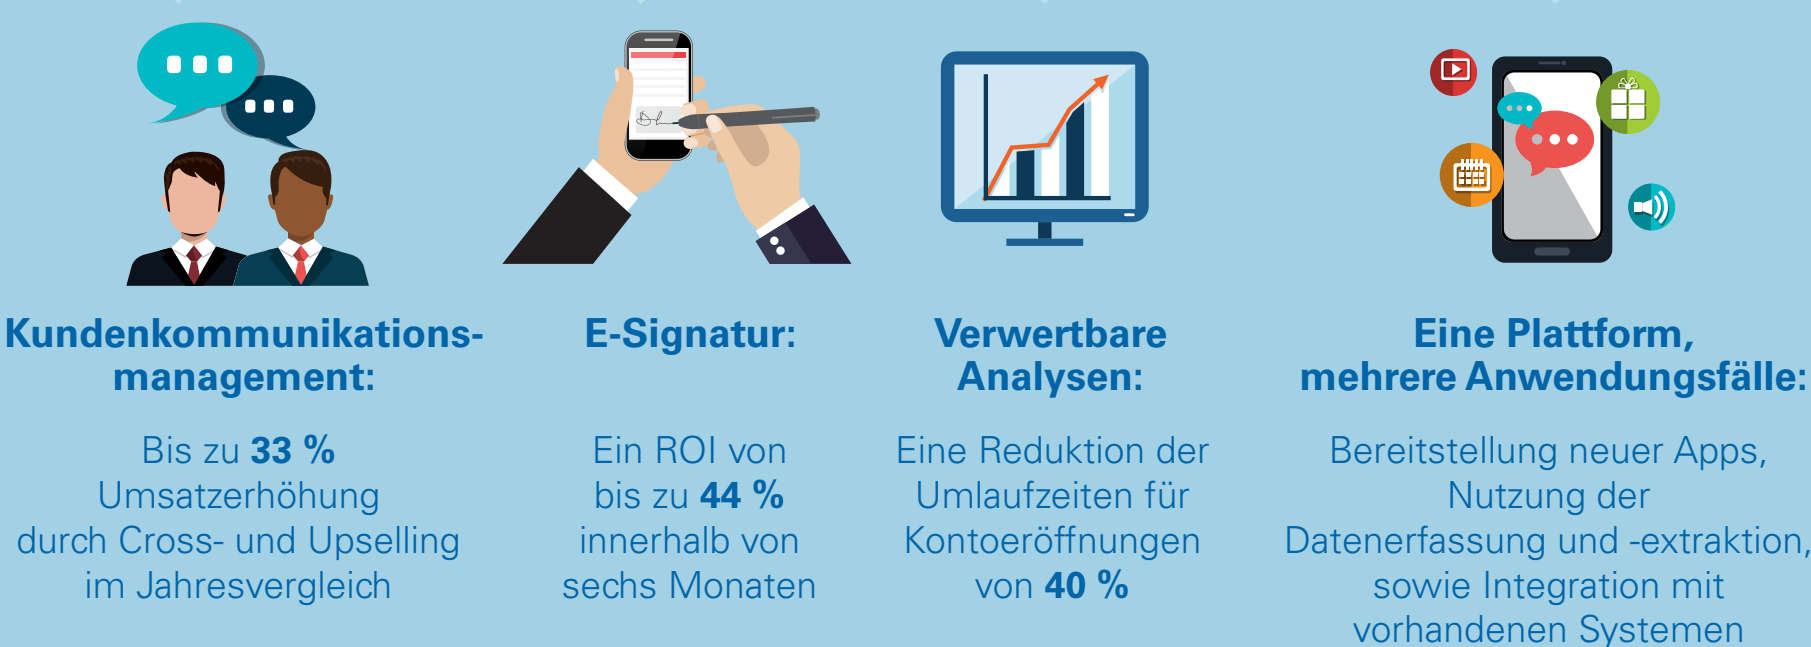 Kundenkommunikations-
management:
Bis zu 33 %
Umsatzerhöhung
durch Cross- und Upselling
im Jahresvergleich
E-Signatur:
Ein ROI von
bis zu 44 %
innerhalb von
sechs Monaten
Verwertbare
Analysen:
Eine Reduktion der
Umlaufzeiten für
Kontoeröffnungen
von 40 %
Eine Plattform,
mehrere Anwendungsfälle:
Bereitstellung neuer Apps,
Nutzung der
Datenerfassung und -extraktion,
sowie Integration mit
vorhandenen Systemen